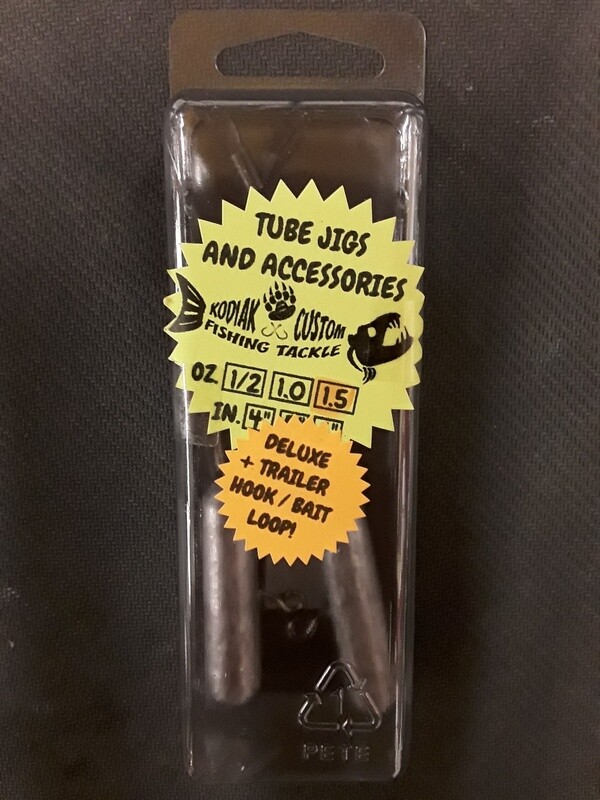 TUBE JIGS
AND ACCESSORIES
KODIAK CUSTOM
FISHING TACKLE
OZ. 1/2 1.0 1.5
IN. 4"
DELUXE
+ TRAILER
HOOK / BAIT
LOOP!
1
PETE